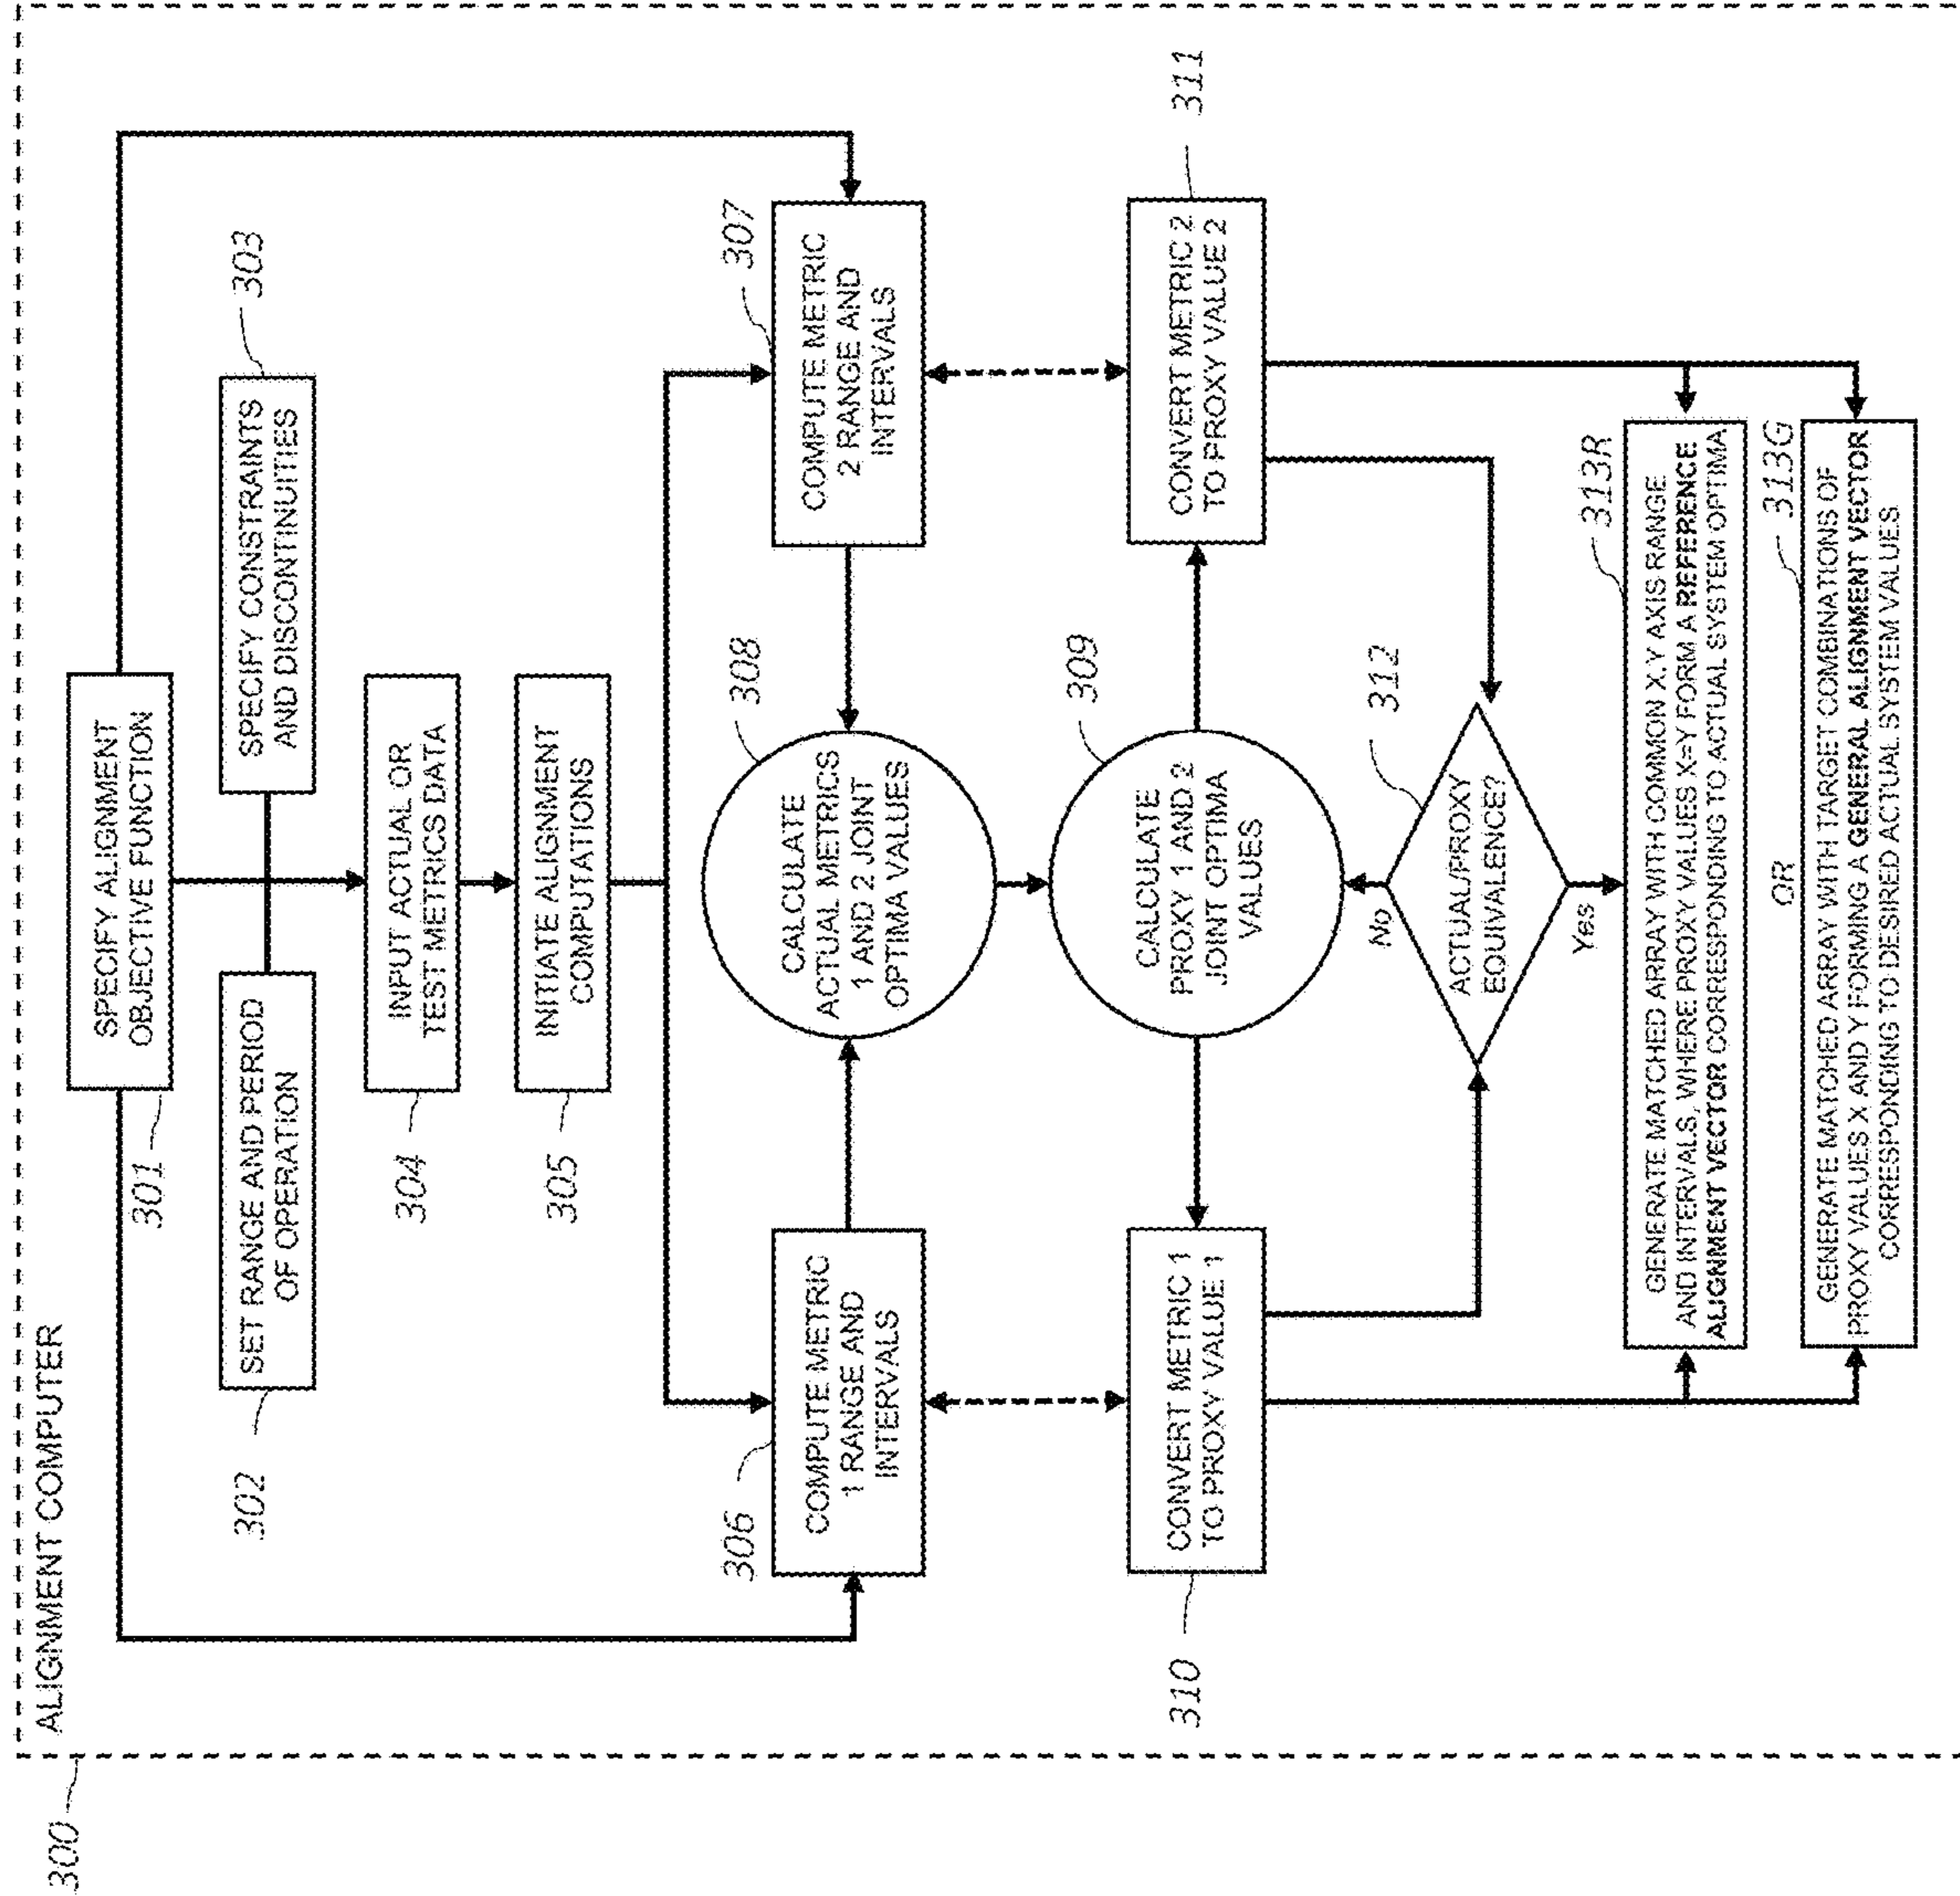 300
ALIGNMENT COMPUTER
SPECIFY ALIGNMENT
OBJECTIVE FUNCTION
301
SET RANGE AND PERIOD
OF OPERATION
302
SPECIFY CONSTRAINTS
AND DISCONTINUITIES
303
INPUT ACTUAL OR
TEST METRICS DATA
304
INITIATE ALIGNMENT
COMPUTATIONS
305
306
COMPUTE METRIC
1 RANGE AND
INTERVALS
CALCULATE
ACTUAL METRICS
1 AND 2 JOINT
OPTIMA VALUES
308
COMPUTE METRIC
2 RANGE AND
INTERVALS
307
310
CONVERT METRIC 1
TO PROXY VALUE 1
CALCULATE
PROXY 1 AND 2
JOINT OPTIMA
VALUES
309
CONVERT METRIC 2
TO PROXY VALUE 2
311
No
ACTUAL/PROXY
EQUIVALENCE?
312
Yes
313R
GENERATE MATCHED ARRAY WITH COMMON X,Y AXIS RANGE
AND INTERVALS, WHERE PROXY VALUES X=Y FORM A REFERENCE
ALIGNMENT VECTOR CORRESPONDING TO ACTUAL SYSTEM OPTIMA
OR
313G
GENERATE MATCHED ARRAY WITH TARGET COMBINATIONS OF
PROXY VALUES X AND Y FORMING A GENERAL ALIGNMENT VECTOR
CORRESPONDING TO DESIRED ACTUAL SYSTEM VALUES.